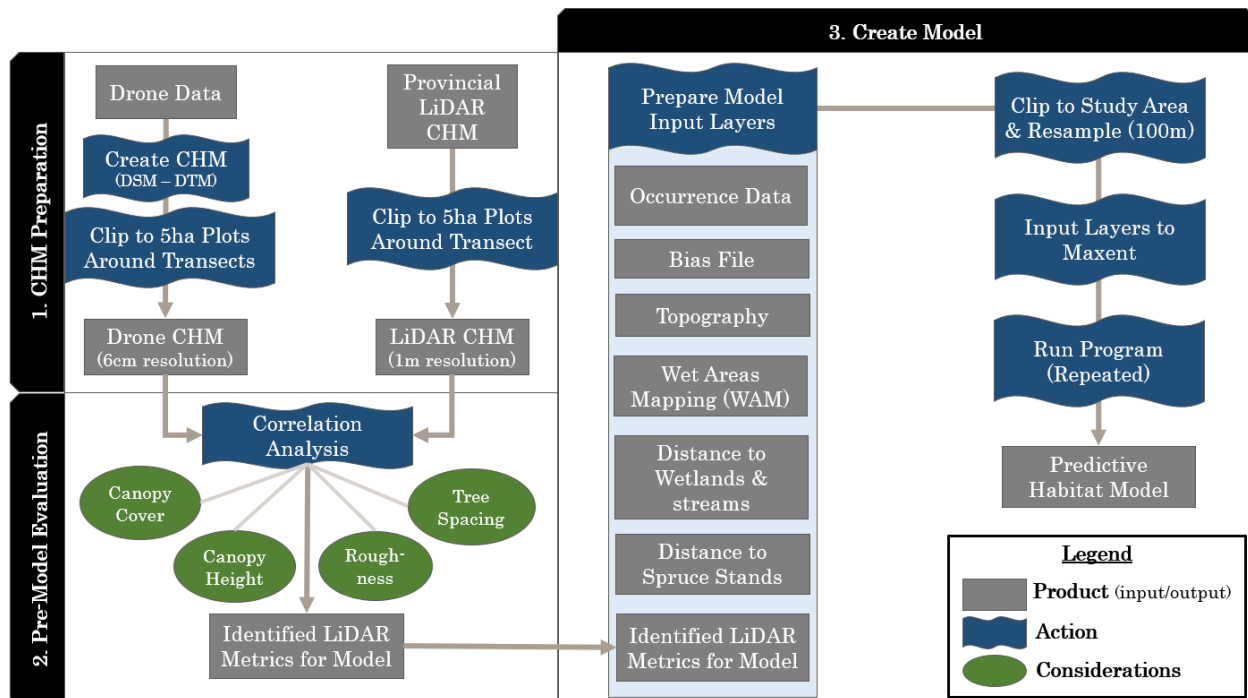 3. Create Model
1. CHM Preparation
Drone Data
Create CHM
(DSM – DTM)
Clip to 5ha Plots
Around Transects
Drone CHM
(6cm resolution)
Provincial
LiDAR
CHM
Clip to 5ha Plots
Around Transect
LiDAR CHM
(1m resolution)
2. Pre-Model Evaluation
Correlation
Analysis
Canopy
Cover
Canopy
Height
Rough-
ness
Tree
Spacing
Identified LiDAR
Metrics for Model
Prepare Model
Input Layers
Occurrence Data
Bias File
Topography
Wet Areas
Mapping (WAM)
Distance to
Wetlands &
streams
Distance to
Spruce Stands
Identified LiDAR
Metrics for Model
Clip to Study Area
& Resample (100m)
Input Layers to
Maxent
Run Program
(Repeated)
Predictive
Habitat Model
Legend
Product (input/output)
Action
Considerations